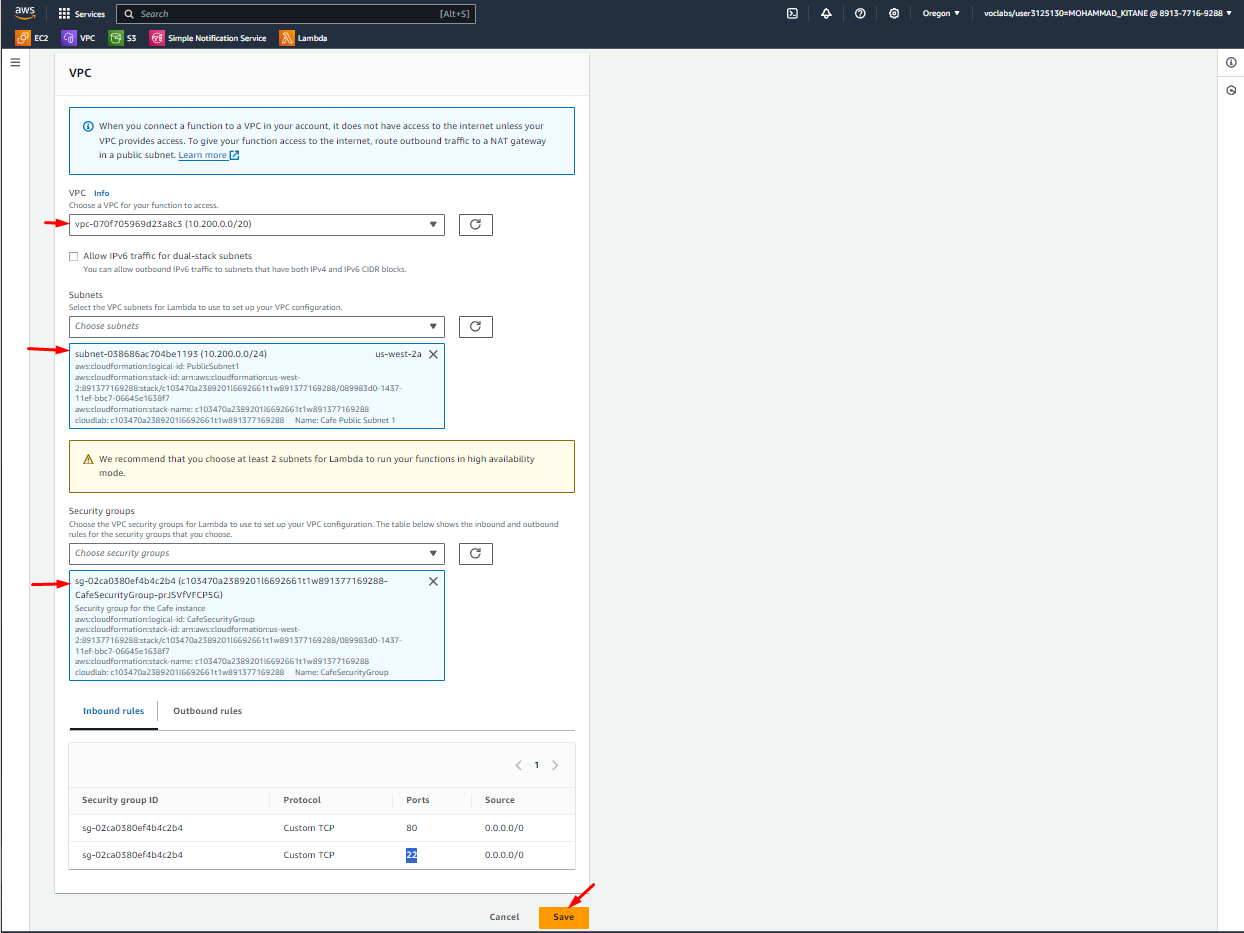 aws
Services
Search
[Alt+S]
Oregon
voclabs/user3125130=MOHAMMAD_KITANE @ 8913-7716-9288
EC2
VPC
S3
Simple Notification Service
Lambda
VPC
When you connect a function to a VPC in your account, it does not have access to the internet unless your
VPC provides access. To give your function access to the internet, route outbound traffic to a NAT gateway
in a public subnet. Learn more
VPC Info
Choose a VPC for your function to access.
vpc-070f705969d23a8c3 (10.200.0.0/20)
Allow IPv6 traffic for dual-stack subnets
You can allow outbound IPv6 traffic to subnets that have both IPv4 and IPv6 CIDR blocks.
Subnets
Select the VPC subnets for Lambda to use to set up your VPC configuration.
Choose subnets
subnet-038686ac704be1193 (10.200.0.0/24) us-west-2a
aws:cloudformation:logical-id: PublicSubnet1
aws:cloudformation:stack-id: arn:aws:cloudformation:us-west-
2:891377169288:stack/c103470a2389201l6692661t1w891377169288/089983d0-1437-
11ef-bbc7-06645e1638f7
aws:cloudformation:stack-name: c103470a2389201l6692661t1w891377169288
cloudlab: c103470a2389201l6692661t1w891377169288 Name: Cafe Public Subnet 1
We recommend that you choose at least 2 subnets for Lambda to run your functions in high availability
mode.
Security groups
Choose the VPC security groups for Lambda to use to set up your VPC configuration. The table below shows the inbound and outbound
rules for the security groups that you choose.
Choose security groups
sg-02ca0380ef4b4c2b4 (c103470a2389201l6692661t1w891377169288-
CafeSecurityGroup-prJSVfVFCP5G)
Security group for the Cafe instance
aws:cloudformation:logical-id: CafeSecurityGroup
aws:cloudformation:stack-id: arn:aws:cloudformation:us-west-
2:891377169288:stack/c103470a2389201l6692661t1w891377169288/089983d0-1437-
11ef-bbc7-06645e1638f7
aws:cloudformation:stack-name: c103470a2389201l6692661t1w891377169288
cloudlab: c103470a2389201l6692661t1w891377169288 Name: CafeSecurityGroup
Inbound rules
Outbound rules
1
Security group ID Protocol Ports Source
sg-02ca0380ef4b4c2b4 Custom TCP 80 0.0.0.0/0
sg-02ca0380ef4b4c2b4 Custom TCP 22 0.0.0.0/0
Cancel
Save